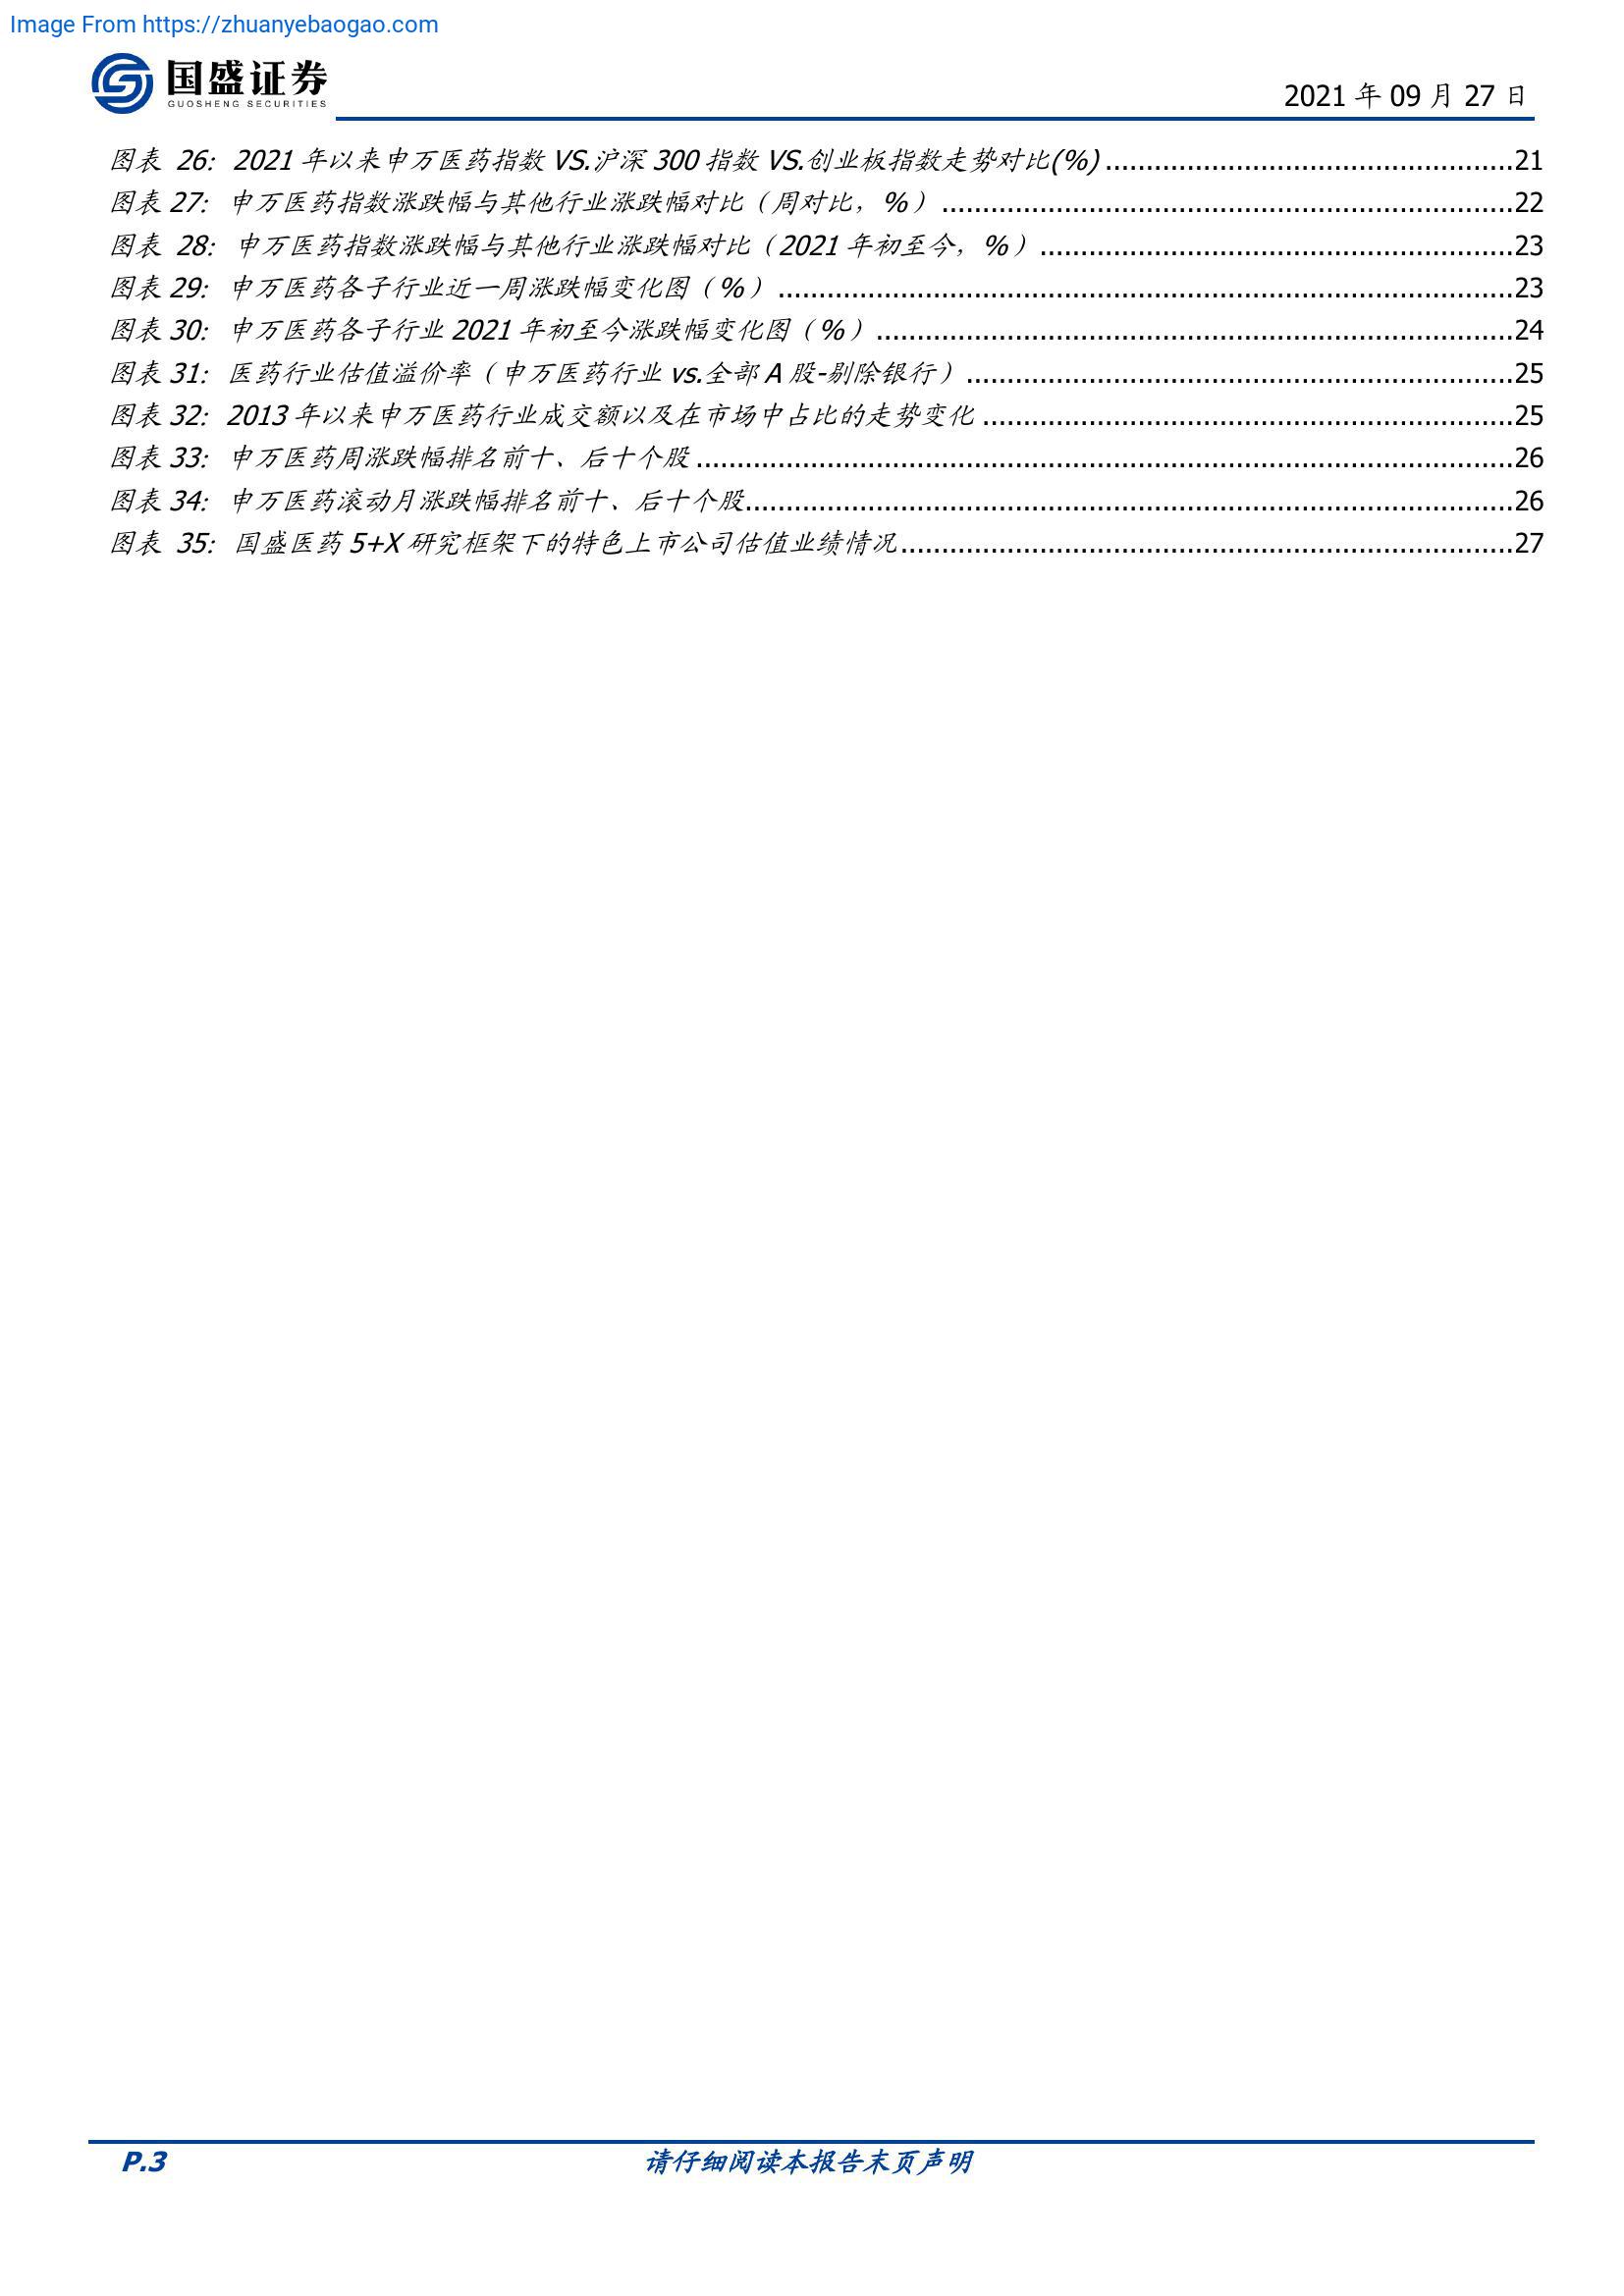 Image From https://zhuanyebaogao.com
国盛证券
GUOSHENG SECURITIES
2021 年 09 月 27 日
图表 26: 2021 年以来申万医药指数 VS.沪深 300 指数 VS.创业板指数走势对比(%)..................................................21
图表 27: 申万医药指数涨跌幅与其他行业涨跌幅对比（周对比，%）......................................................................22
图表 28: 申万医药指数涨跌幅与其他行业涨跌幅对比（2021 年初至今，%）..........................................................23
图表 29: 申万医药各子行业近一周涨跌幅变化图（%）..........................................................................................23
图表 30: 申万医药各子行业 2021 年初至今涨跌幅变化图（%）..............................................................................24
图表 31: 医药行业估值溢价率（申万医药行业 vs.全部 A 股-剔除银行）...................................................................25
图表 32: 2013 年以来申万医药行业成交额以及在市场中占比的走势变化.................................................................25
图表 33: 申万医药周涨跌幅排名前十、后十个股....................................................................................................26
图表 34: 申万医药滚动月涨跌幅排名前十、后十个股..............................................................................................26
图表 35: 国盛医药 5+X 研究框架下的特色上市公司估值业绩情况...........................................................................27
P.3
请仔细阅读本报告末页声明